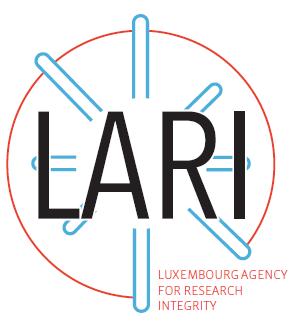 LARI
LUXEMBOURG AGENCY
FOR RESEARCH
INTEGRITY